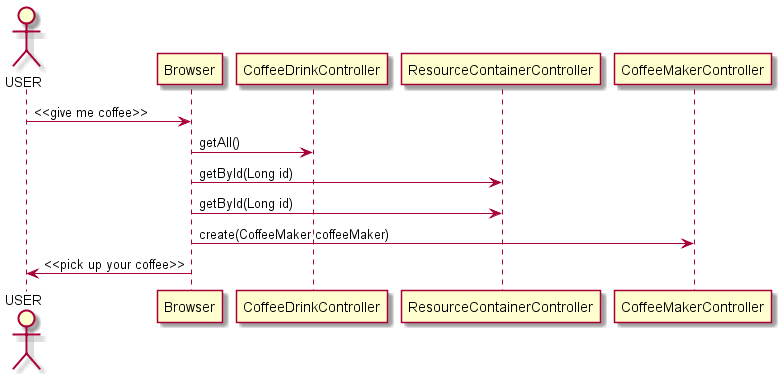 USER
Browser
CoffeeDrinkController
ResourceContainerController
CoffeeMakerController
<<give me coffee>>
getAll()
getById(Long id)
getById(Long id)
create(CoffeeMaker coffeeMaker)
<<pick up your coffee>>
USER
Browser
CoffeeDrinkController
ResourceContainerController
CoffeeMakerController